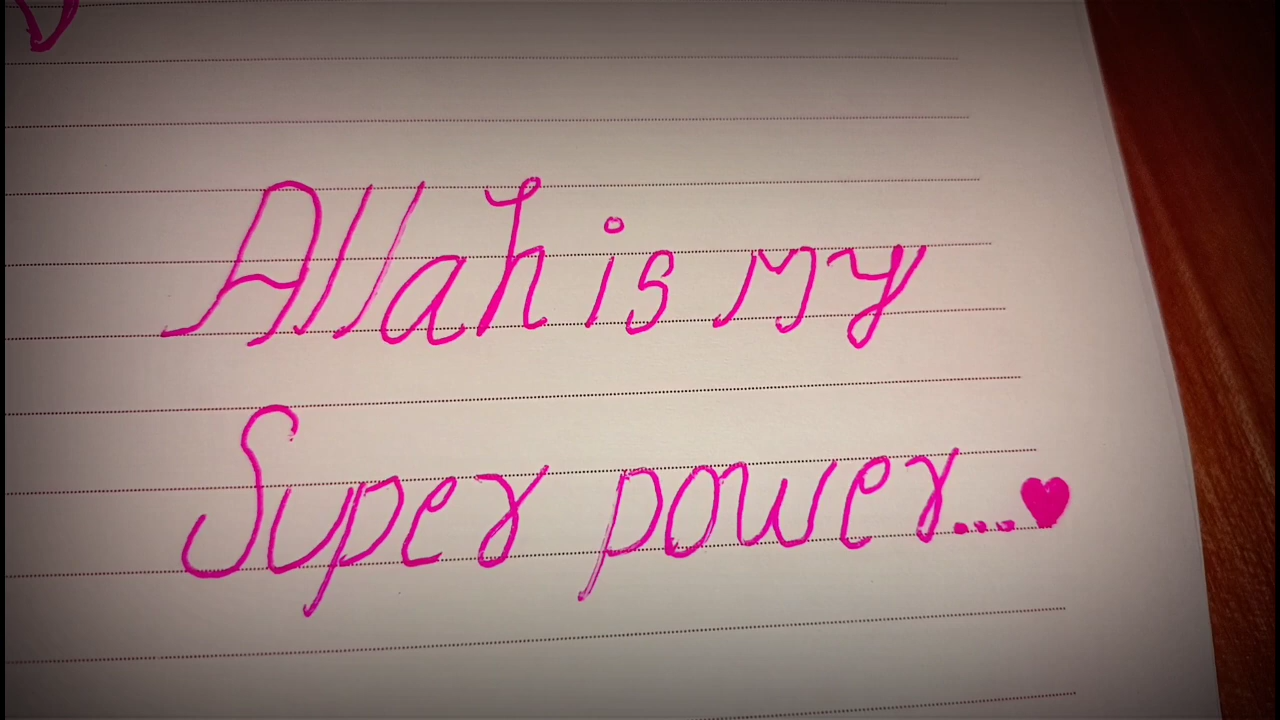 Allah is my
Super power...♥